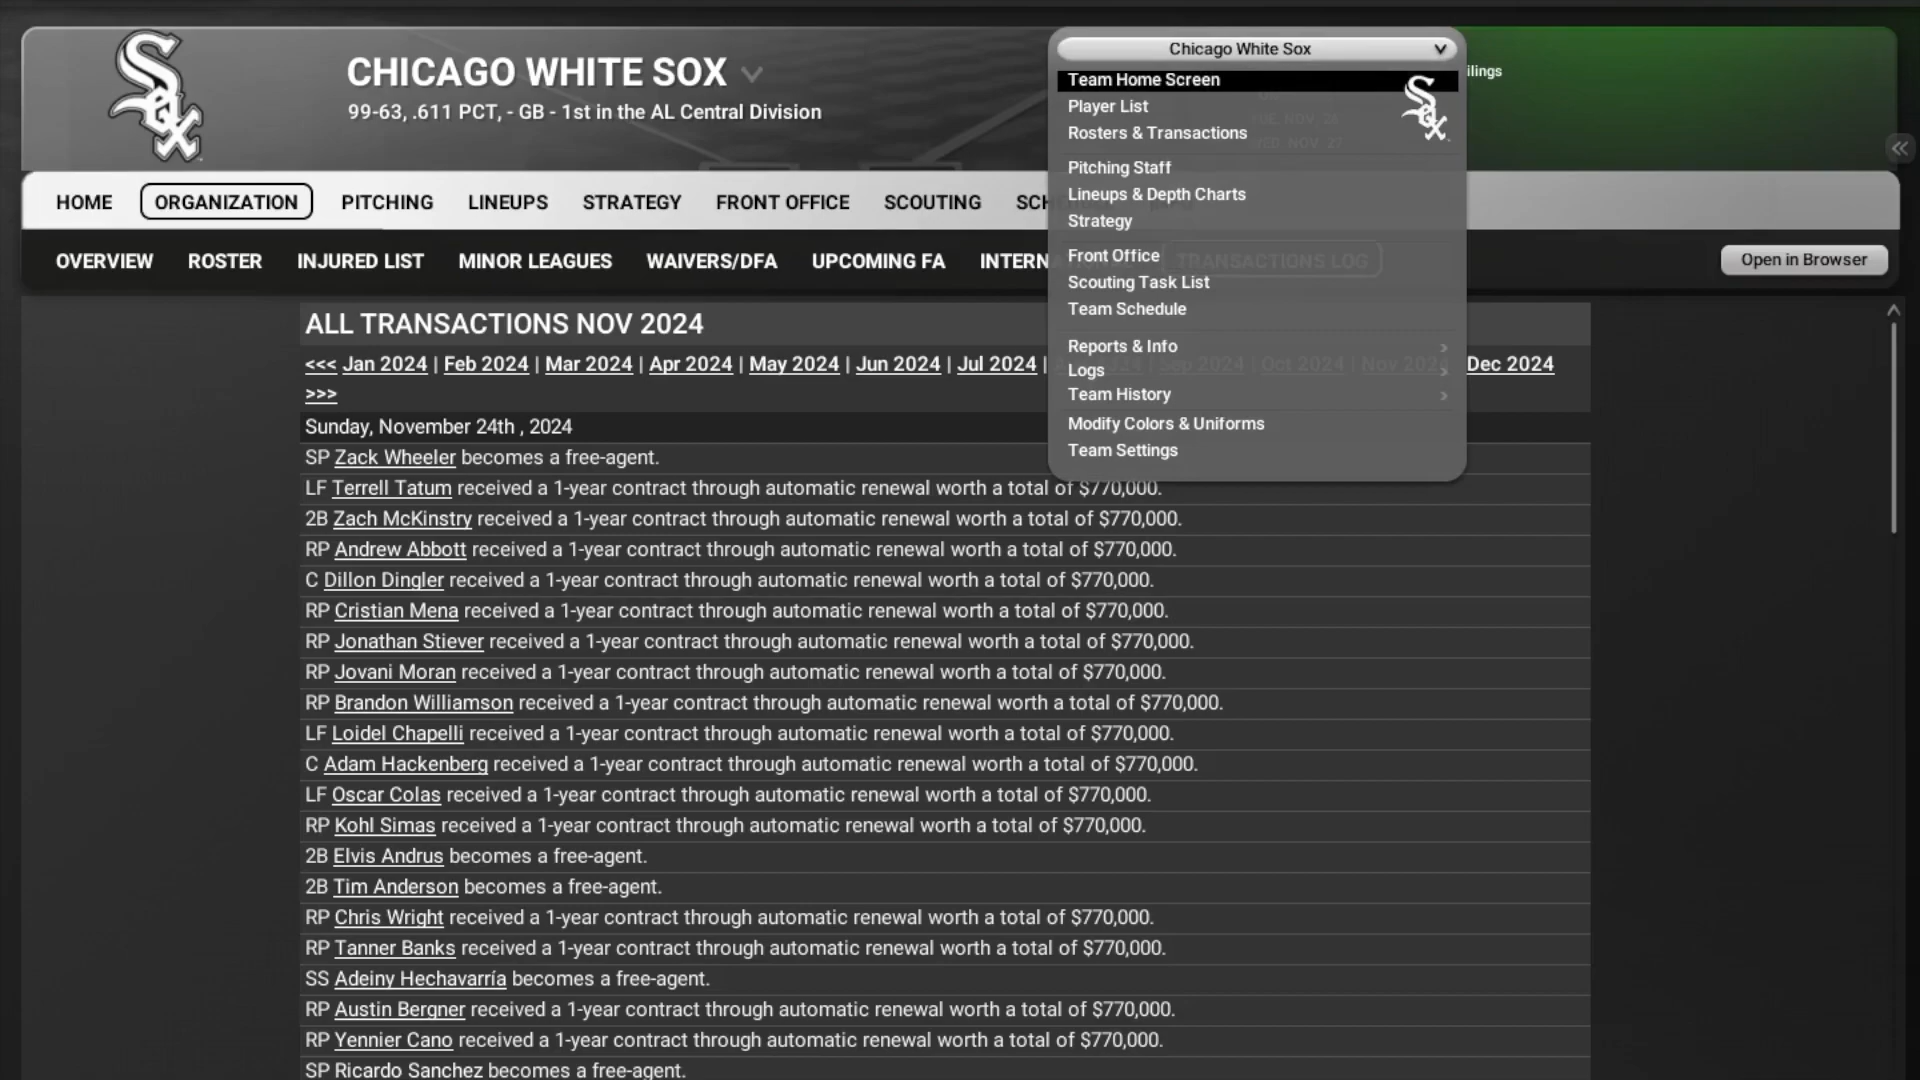 CHICAGO WHITE SOX
99-63, .611 PCT, - GB - 1st in the AL Central Division
Chicago White Sox
Team Home Screen
Player List
Rosters & Transactions
Pitching Staff
Lineups & Depth Charts
Strategy
Front Office
Scouting Task List
Team Schedule
Reports & Info
Logs
Team History
Modify Colors & Uniforms
Team Settings
HOME ORGANIZATION PITCHING LINEUPS STRATEGY FRONT OFFICE SCOUTING
OVERVIEW ROSTER INJURED LIST MINOR LEAGUES WAIVERS/DFA UPCOMING FA TRANSACTIONS LOG
Open in Browser
ALL TRANSACTIONS NOV 2024
<<< Jan 2024 | Feb 2024 | Mar 2024 | Apr 2024 | May 2024 | Jun 2024 | Jul 2024 | Sep 2024 Oct 2024 Nov 2024 Dec 2024
>>>
Sunday, November 24th , 2024
SP Zack Wheeler becomes a free-agent.
LF Terrell Tatum received a 1-year contract through automatic renewal worth a total of $770,000.
2B Zach McKinstry received a 1-year contract through automatic renewal worth a total of $770,000.
RP Andrew Abbott received a 1-year contract through automatic renewal worth a total of $770,000.
C Dillon Dingler received a 1-year contract through automatic renewal worth a total of $770,000.
RP Cristian Mena received a 1-year contract through automatic renewal worth a total of $770,000.
RP Jonathan Stiever received a 1-year contract through automatic renewal worth a total of $770,000.
RP Jovani Moran received a 1-year contract through automatic renewal worth a total of $770,000.
RP Brandon Williamson received a 1-year contract through automatic renewal worth a total of $770,000.
LF Loidel Chapelli received a 1-year contract through automatic renewal worth a total of $770,000.
C Adam Hackenberg received a 1-year contract through automatic renewal worth a total of $770,000.
LF Oscar Colas received a 1-year contract through automatic renewal worth a total of $770,000.
RP Kohl Simas received a 1-year contract through automatic renewal worth a total of $770,000.
2B Elvis Andrus becomes a free-agent.
2B Tim Anderson becomes a free-agent.
RP Chris Wright received a 1-year contract through automatic renewal worth a total of $770,000.
RP Tanner Banks received a 1-year contract through automatic renewal worth a total of $770,000.
SS Adeiny Hechavarría becomes a free-agent.
RP Austin Bergner received a 1-year contract through automatic renewal worth a total of $770,000.
RP Yennier Cano received a 1-year contract through automatic renewal worth a total of $770,000.
SP Ricardo Sanchez becomes a free-agent.